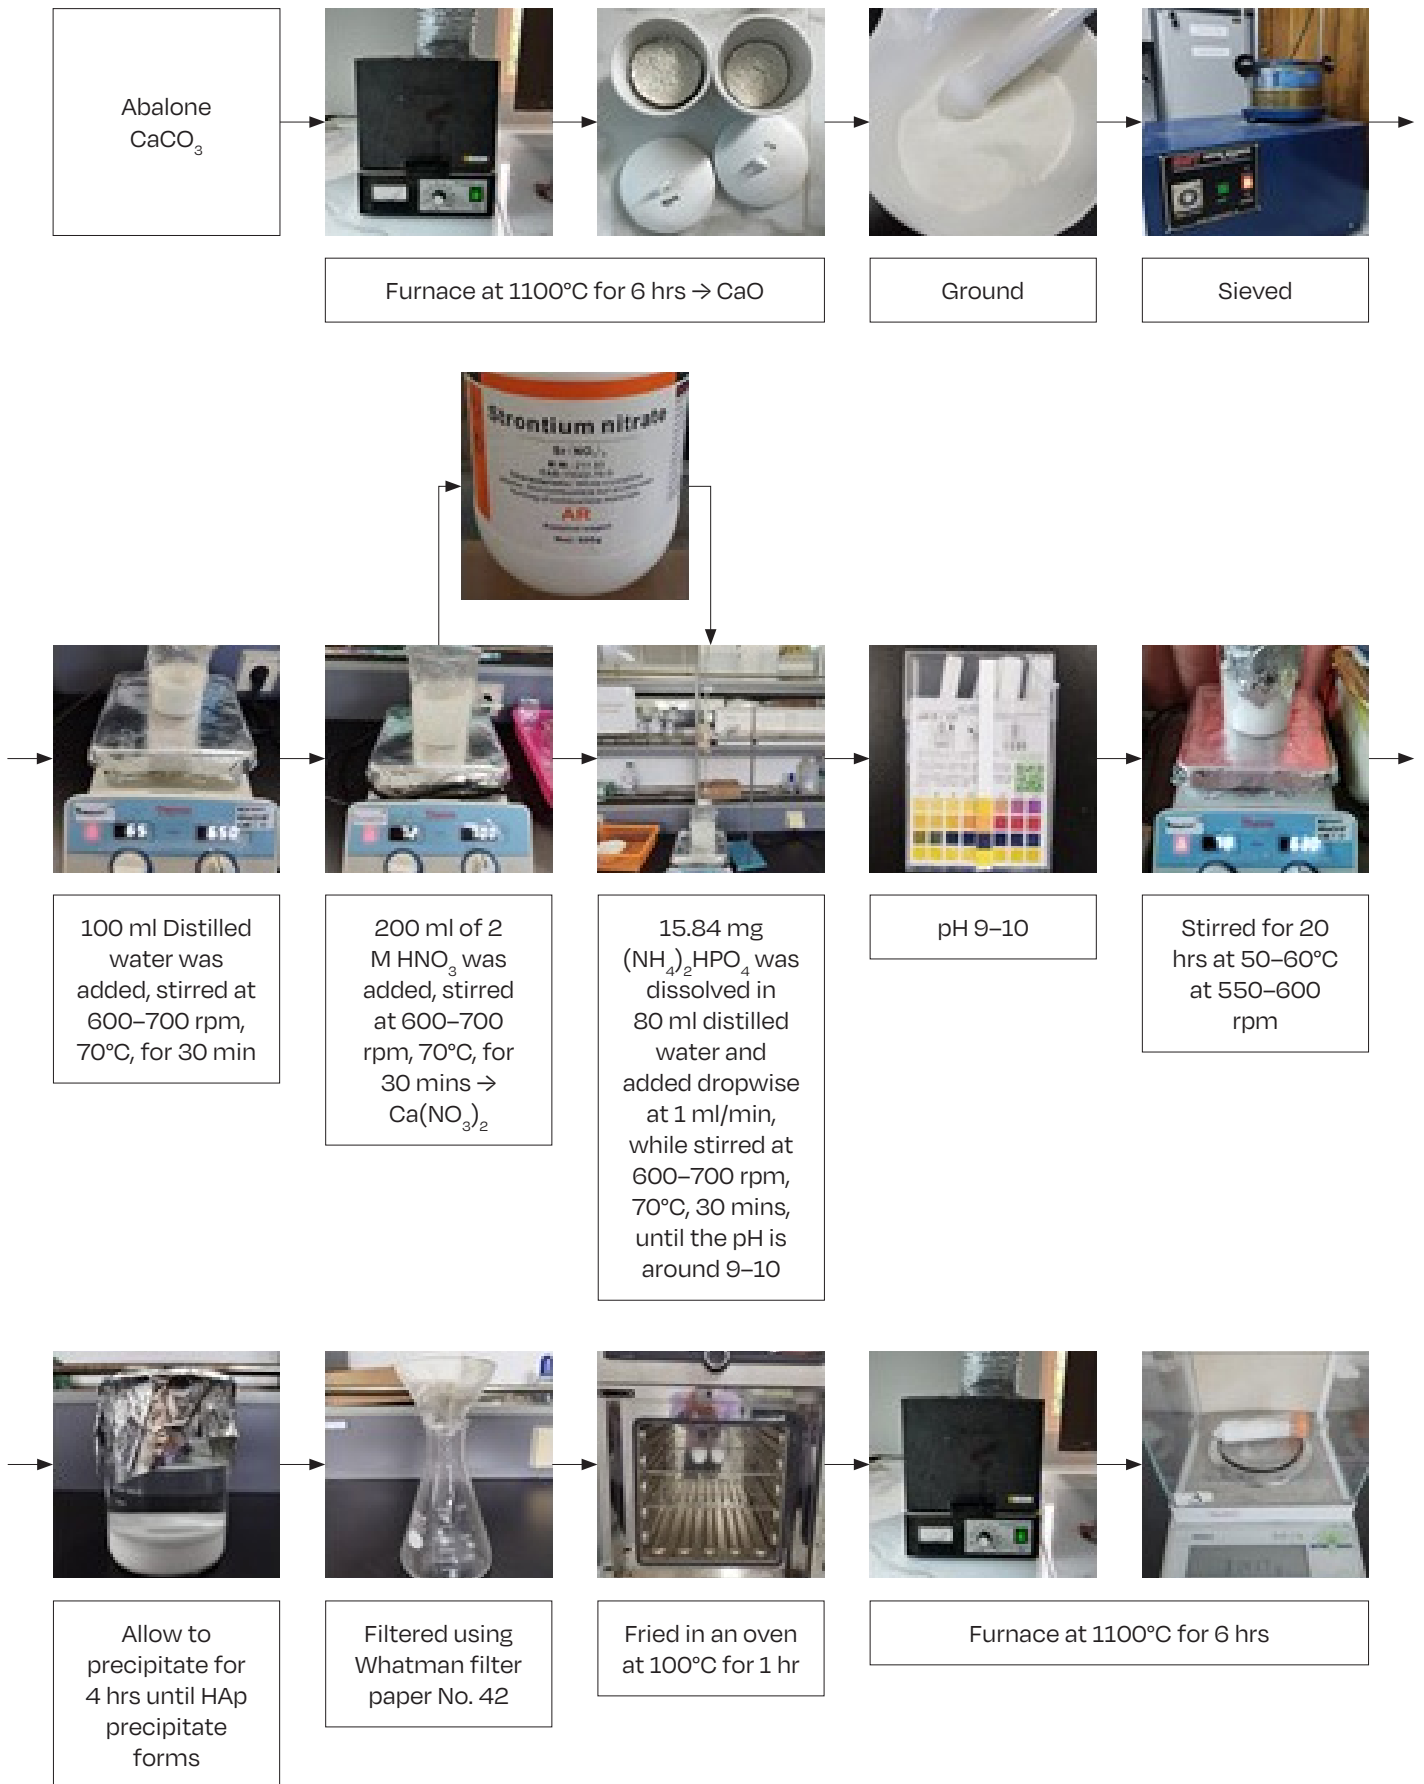 Abalone
CaCO₃
Furnace at 1100°C for 6 hrs → CaO
Ground
Sieved
Strontium nitrate
AR
65
650
100 ml Distilled
water was
added, stirred at
600–700 rpm,
70°C, for 30 min
200 ml of 2
M HNO₃ was
added, stirred
at 600–700
rpm, 70°C, for
30 mins →
Ca(NO₃)₂
15.84 mg
(NH₄)₂HPO₄ was
dissolved in
80 ml distilled
water and
added dropwise
at 1 ml/min,
while stirred at
600–700 rpm,
70°C, 30 mins,
until the pH is
around 9–10
pH 9–10
Stirred for 20
hrs at 50–60°C
at 550–600
rpm
Allow to
precipitate for
4 hrs until HAp
precipitate
forms
Filtered using
Whatman filter
paper No. 42
Fried in an oven
at 100°C for 1 hr
Furnace at 1100°C for 6 hrs